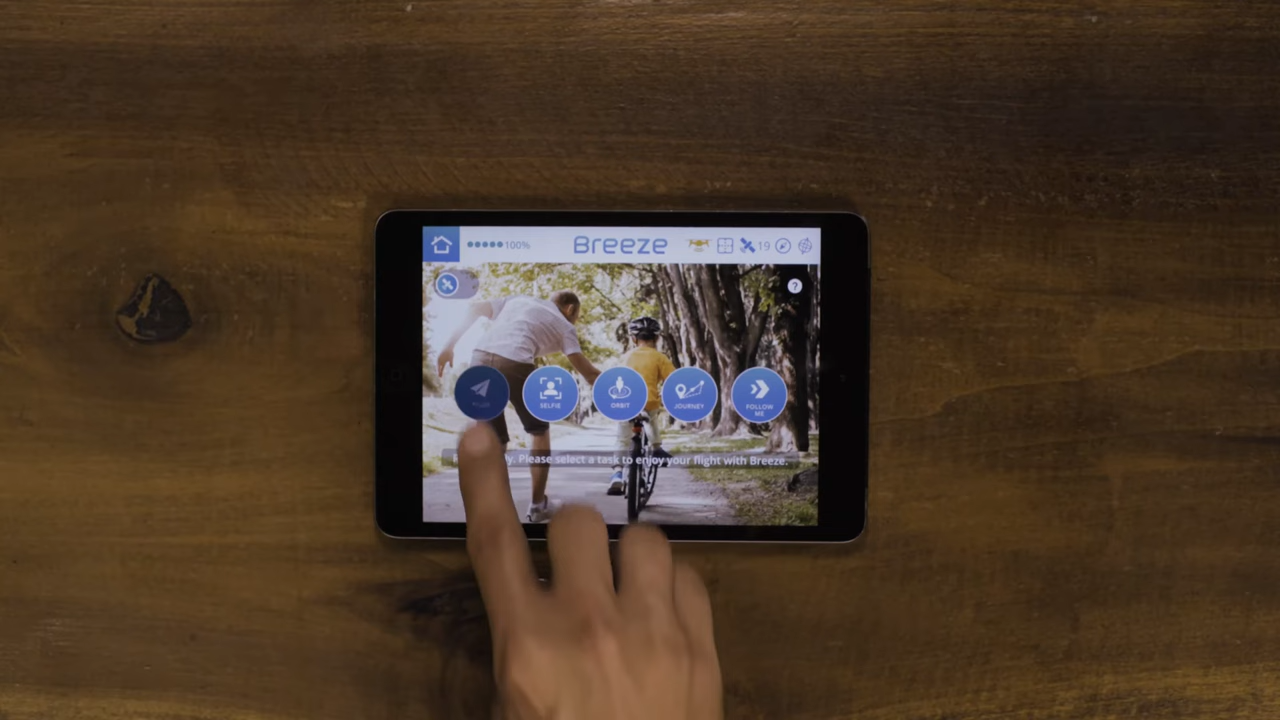 100%
Breeze
19
?
SELFIE
ORBIT
JOURNEY
FOLLOW
ME
Please select a task to enjoy your flight with Breeze.